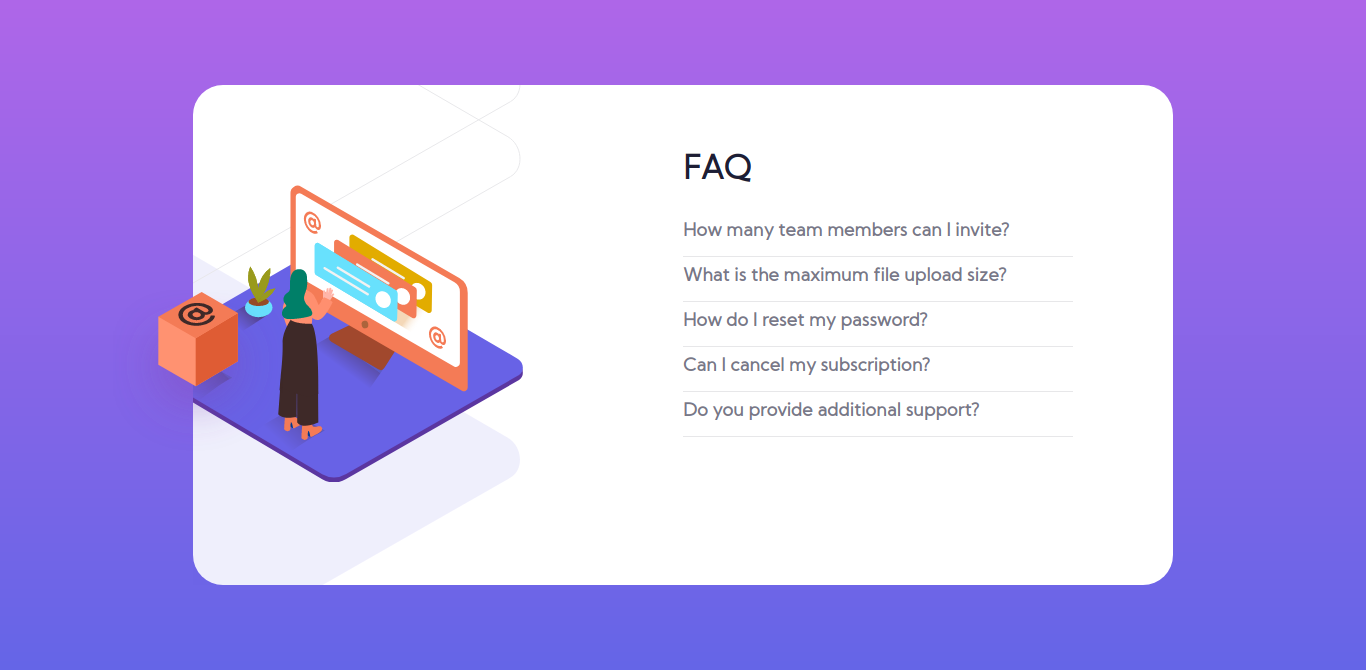 FAQ
How many team members can I invite?
What is the maximum file upload size?
How do I reset my password?
Can I cancel my subscription?
Do you provide additional support?
@
@
@